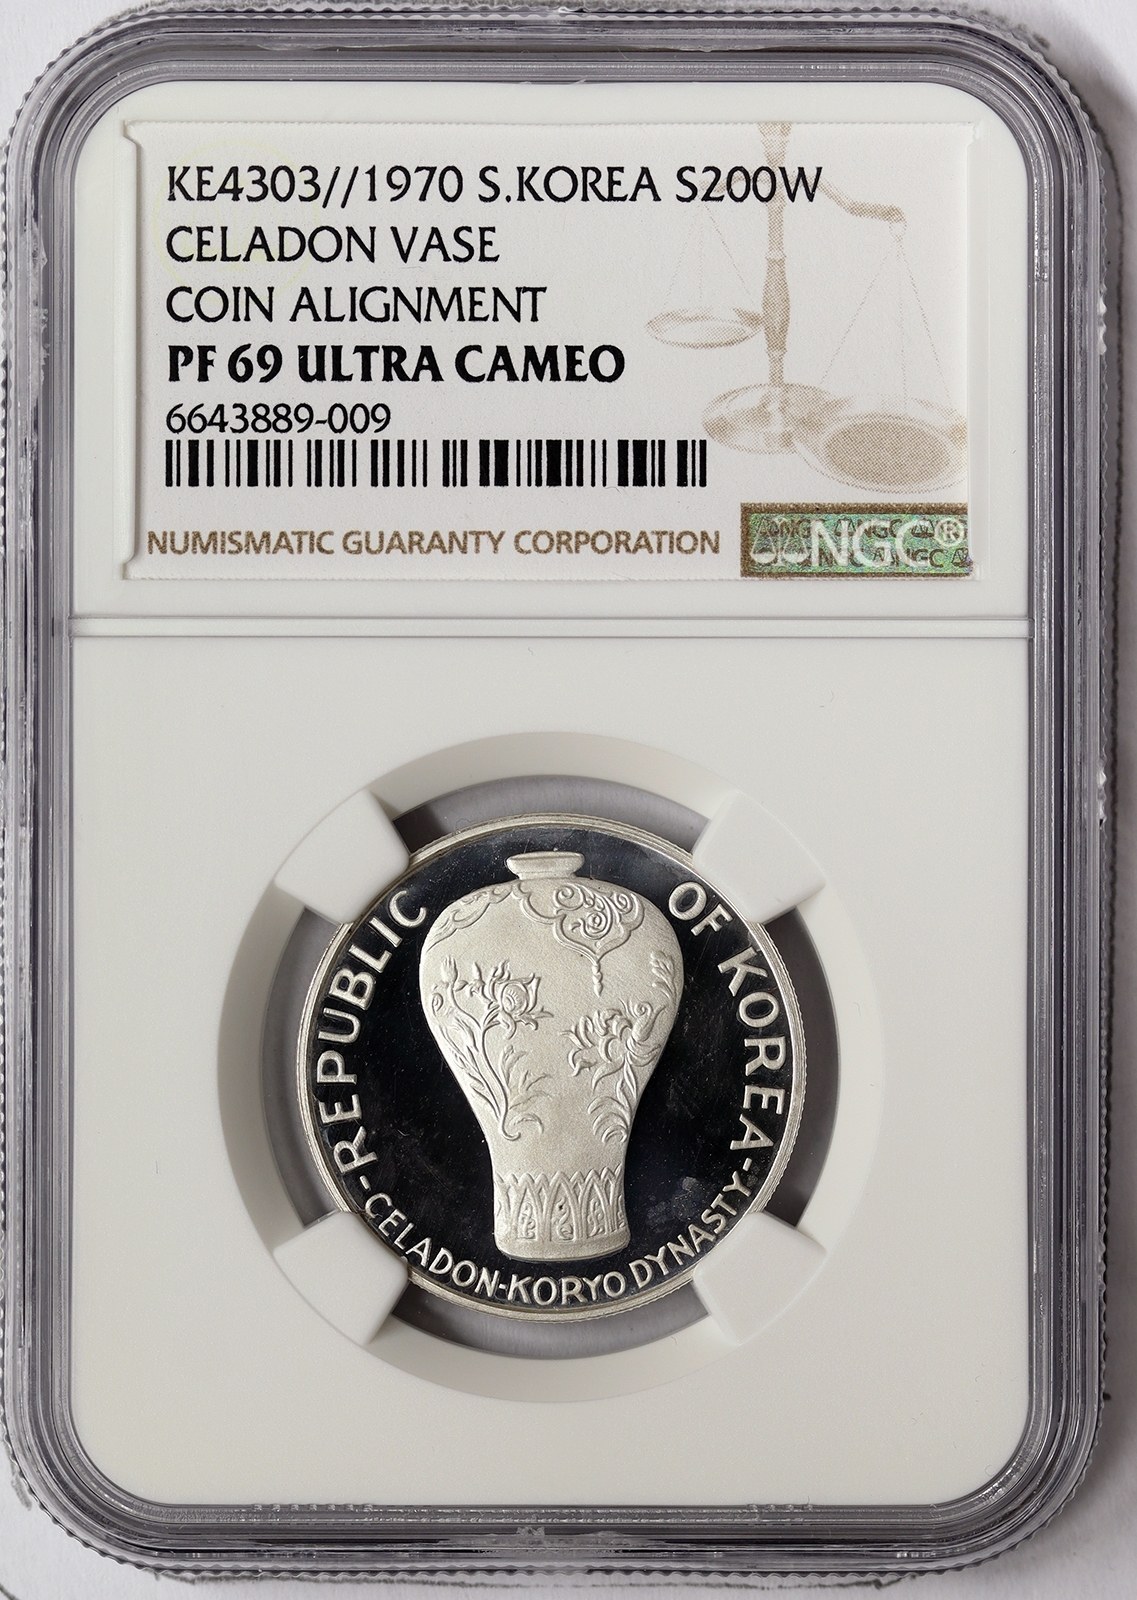 KE4303//1970 S.KOREA S200W
CELADON VASE
COIN ALIGNMENT
PF 69 ULTRA CAMEO
6643889-009
NUMISMATIC GUARANTY CORPORATION
NGC®
REPUBLIC OF KOREA
-CELADON-KORYO DYNASTY-